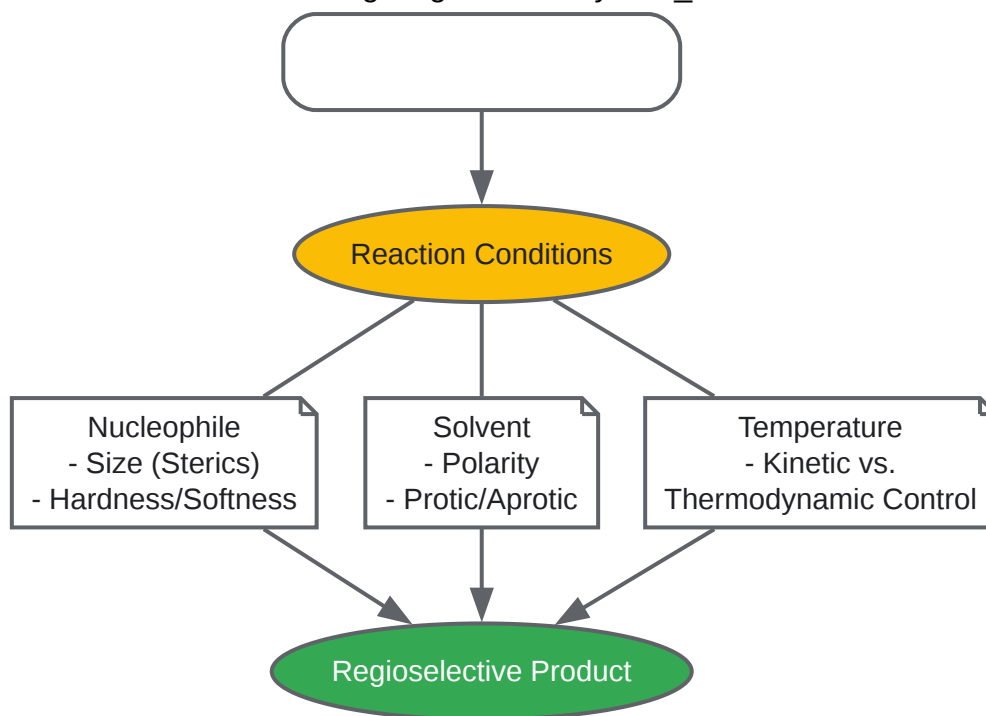 Reaction Conditions
Nucleophile
- Size (Sterics)
- Hardness/Softness
Solvent
- Polarity
- Protic/Aprotic
Temperature
- Kinetic vs.
Thermodynamic Control
Regioselective Product